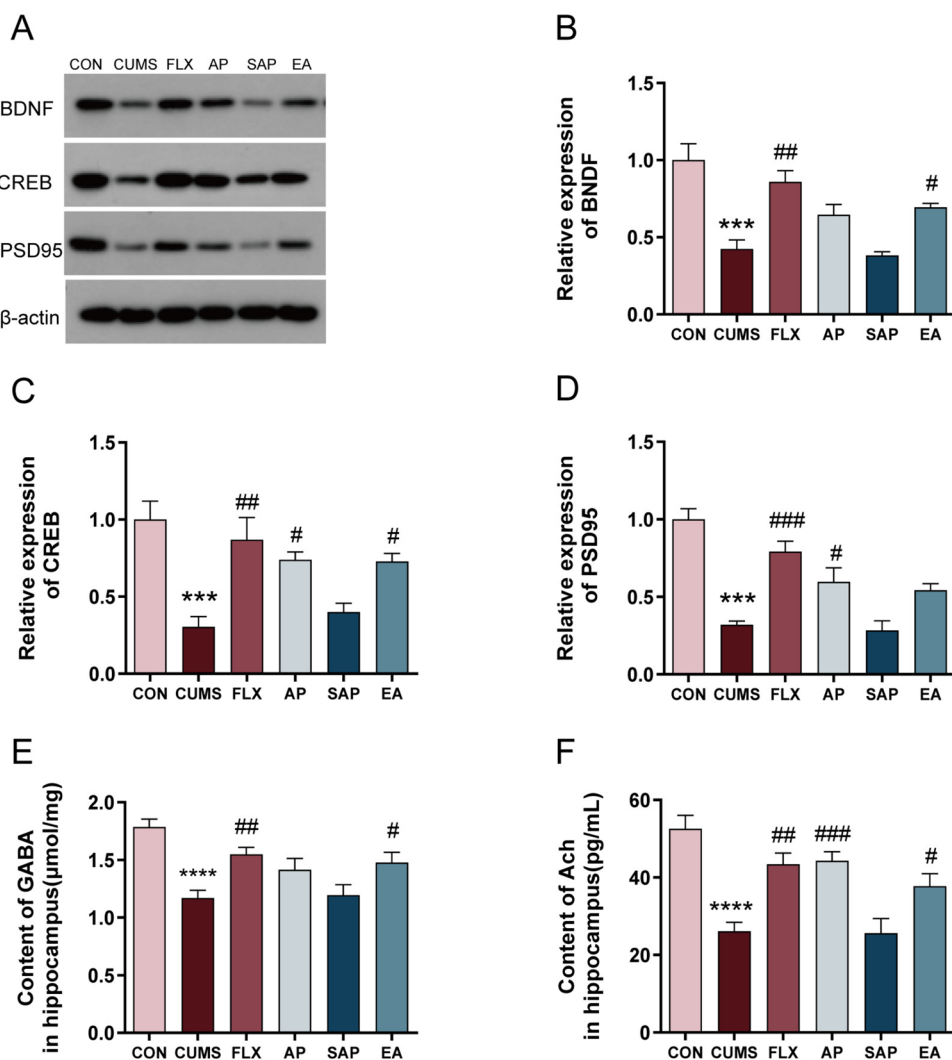 A
CON CUMS FLX AP SAP EA
BDNF
CREB
PSD95
β-actin
B
Relative expression
of BNDF
1.5
1.0
0.5
0.0
***
##
#
CON CUMS FLX AP SAP EA
C
Relative expression
of CREB
1.5
1.0
0.5
0.0
***
##
#
#
CON CUMS FLX AP SAP EA
D
Relative expression
of PSD95
1.5
1.0
0.5
0.0
***
###
#
CON CUMS FLX AP SAP EA
E
Content of GABA
in hippocampus(μmol/mg)
2.0
1.5
1.0
0.5
0.0
****
##
#
CON CUMS FLX AP SAP EA
F
Content of Ach
in hippocampus(pg/mL)
60
40
20
0
****
##
###
#
CON CUMS FLX AP SAP EA